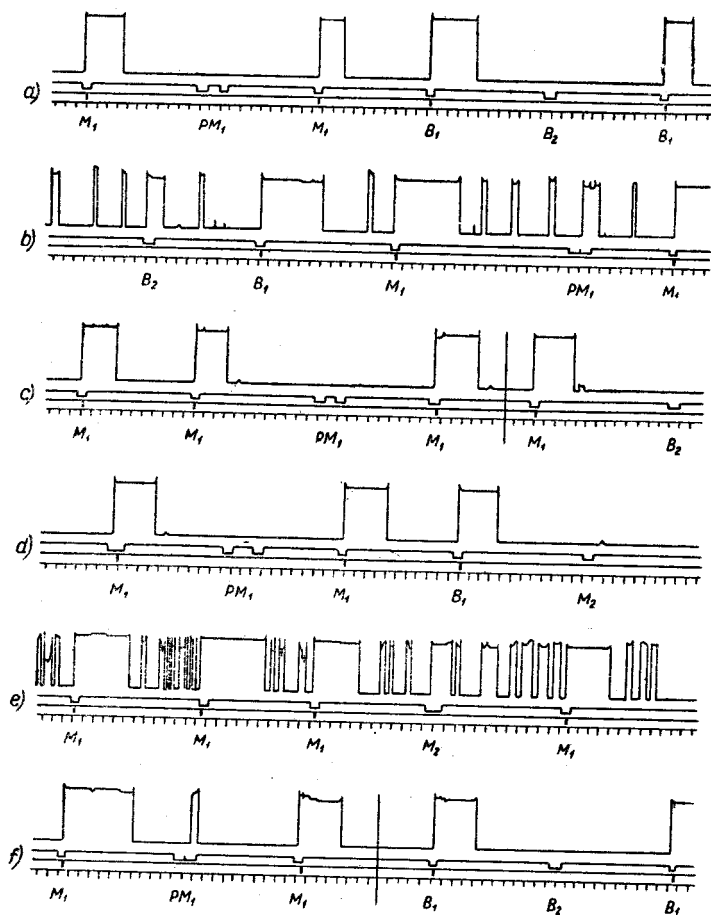 a)
M₁ PM₁ M₁ B₁ B₂ B₁
b)
B₂ B₁ M₁ PM₁ M₁
c)
M₁ M₁ PM₁ M₁ M₁ B₂
d)
M₁ PM₁ M₁ B₁ M₂
e)
M₁ M₁ M₁ M₂ M₁
f)
M₁ PM₁ M₁ B₁ B₂ B₁